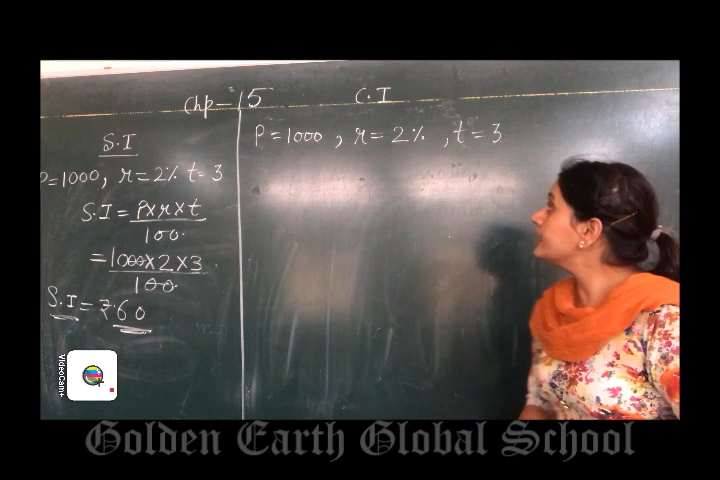 Chp-15
S.I
P=1000, r=2% t=3
S.I = P×r×t
100
= 1000×2×3
100
S.I = ₹60
C.I
P=1000, r=2%, t=3
VideoCam+
Golden Earth Global School